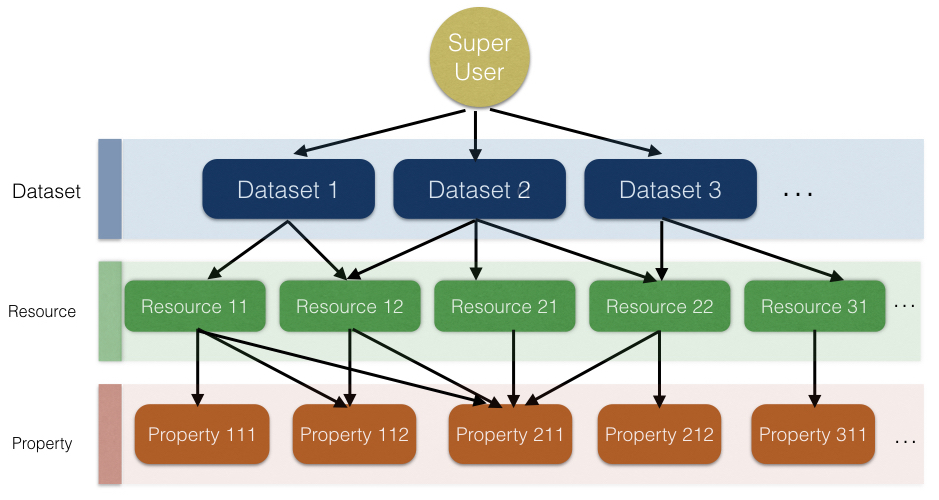 Super
User
Dataset
Dataset 1
Dataset 2
Dataset 3
...
Resource
Resource 11
Resource 12
Resource 21
Resource 22
Resource 31
...
Property
Property 111
Property 112
Property 211
Property 212
Property 311
...